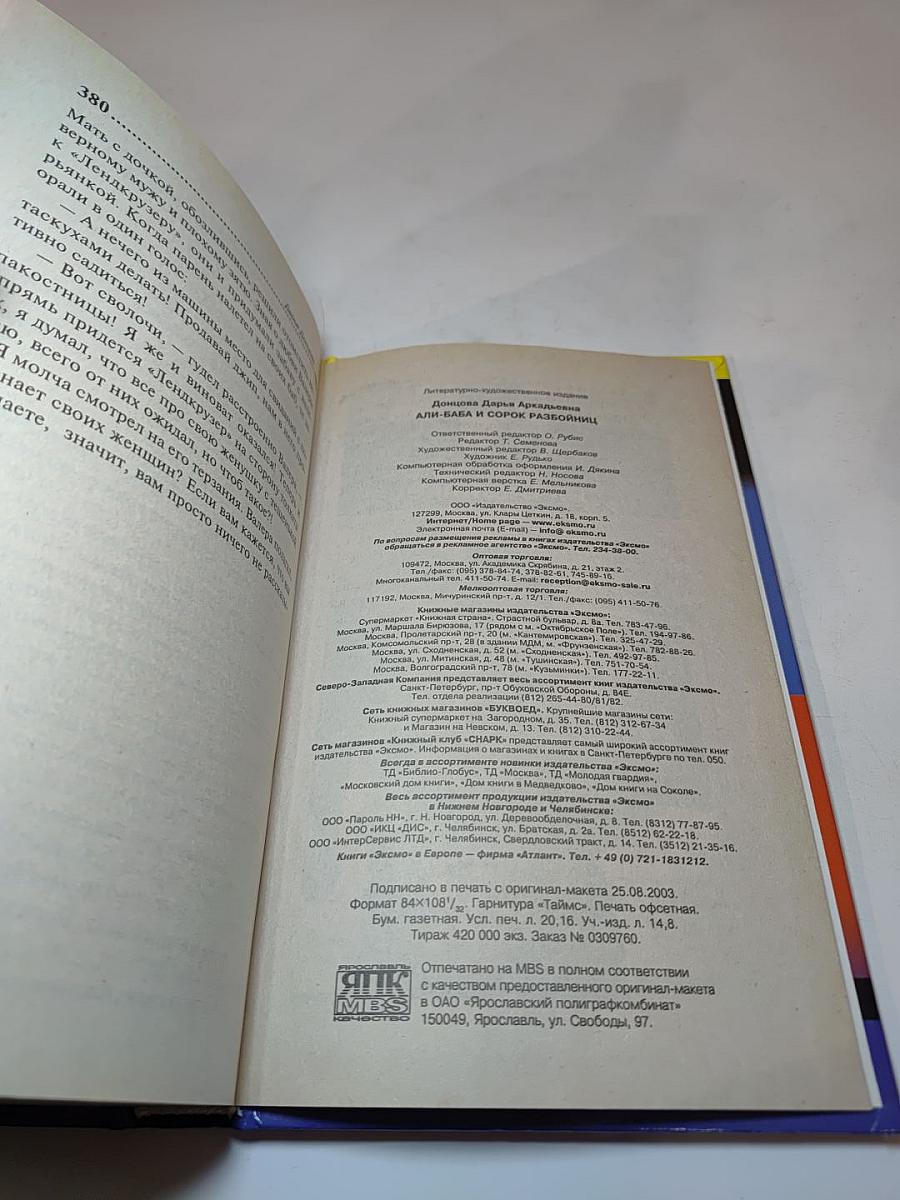 380
Мать с дочкой, обозлившись
верному мужу и плохому зятю. Зная о любви
к «Лендкрузеру», они и придумали
рьянкой. Когда парень налетел на
орали в один голос:
— А нечего из машины место для
таскухами делать! Продавай джип, нам
тивно садиться!
— Вот сволочи, — гудел расстроенно
пакостницы! Я же и виноват оказался!
прямь придется «Лендкрузер» на сторону
я думал, что все про свою женушку с тещей
всего от них ожидал, но чтоб такое?!
Я молча смотрел на его терзания. Валера
нает своих женщин? Если вам кажется, что
значит, вам просто ничего не
Литературно-художественное издание
Донцова Дарья Аркадьевна
АЛИ-БАБА И СОРОК РАЗБОЙНИЦ
Ответственный редактор О. Рубис
Редактор Т. Семенова
Художественный редактор В. Щербаков
Художник Е. Рудько
Компьютерная обработка оформления И. Дякина
Технический редактор Н. Носова
Компьютерная верстка Е. Мельникова
Корректор Е. Дмитриева
ООО «Издательство «Эксмо».
127299, Москва, ул. Клары Цеткин, д. 18, корп. 5.
Интернет/Home page — www.eksmo.ru
Электронная почта (E-mail) — info@ eksmo.ru
По вопросам размещения рекламы в книгах издательства «Эксмо»
обращаться в рекламное агентство «Эксмо». Тел. 234-38-00.
Оптовая торговля:
109472, Москва, ул. Академика Скрябина, д. 21, этаж 2.
Тел./факс: (095) 378-84-74, 378-82-61, 745-89-16.
Многоканальный тел. 411-50-74. E-mail: reception@eksmo-sale.ru
Мелкооптовая торговля:
117192, Москва, Мичуринский пр-т, д. 12/1. Тел./факс: (095) 411-50-76.
Книжные магазины издательства «Эксмо»:
Супермаркет «Книжная страна». Страстной бульвар, д. 8а. Тел. 783-47-96.
Москва, ул. Маршала Бирюзова, 17 (рядом с м. «Октябрьское Поле»). Тел. 194-97-86.
Москва, Пролетарский пр-т, 20 (м. «Кантемировская»). Тел. 325-47-29.
Москва, Комсомольский пр-т, 28 (в здании МДМ, м. «Фрунзенская»). Тел. 782-88-26.
Москва, ул. Сходненская, д. 52 (м. «Сходненская»). Тел. 492-97-85.
Москва, ул. Митинская, д. 48 (м. «Тушинская»). Тел. 751-70-54.
Москва, Волгоградский пр-т, 78 (м. «Кузьминки»). Тел. 177-22-11.
Северо-Западная Компания представляет весь ассортимент книг издательства «Эксмо».
Санкт-Петербург, пр-т Обуховской Обороны, д. 84Е.
Тел. отдела реализации (812) 265-44-80/81/82.
Сеть книжных магазинов «БУКВОЕД». Крупнейшие магазины сети:
Книжный супермаркет на Загородном, д. 35. Тел. (812) 312-67-34
и Магазин на Невском, д. 13. Тел. (812) 310-22-44.
Сеть магазинов «Книжный клуб «СНАРК» представляет самый широкий ассортимент книг
издательства «Эксмо». Информация о магазинах и книгах в Санкт-Петербурге по тел. 050.
Всегда в ассортименте новинки издательства «Эксмо»:
ТД «Библио-Глобус», ТД «Москва», ТД «Молодая гвардия»,
«Московский дом книги», «Дом книги в Медведково», «Дом книги на Соколе».
Весь ассортимент продукции издательства «Эксмо»
в Нижнем Новгороде и Челябинске:
ООО «Пароль НН», г. Н. Новгород, ул. Деревообделочная, д. 8. Тел. (8312) 77-87-95.
ООО «ИКЦ «ДИС», г. Челябинск, ул. Братская, д. 2а. Тел. (8512) 62-22-18.
ООО «ИнтерСервис ЛТД», г. Челябинск, Свердловский тракт, д. 14. Тел. (3512) 21-35-16.
Книги «Эксмо» в Европе — фирма «Атлант». Тел. + 49 (0) 721-1831212.
Подписано в печать с оригинал-макета 25.08.2003.
Формат 84×108 1/32. Гарнитура «Таймс». Печать офсетная.
Бум. газетная. Усл. печ. л. 20,16. Уч.-изд. л. 14,8.
Тираж 420 000 экз. Заказ № 0309760.
ЯРОСЛАВЛЬ
ЯПК
MBS
КАЧЕСТВО
Отпечатано на MBS в полном соответствии
с качеством предоставленного оригинал-макета
в ОАО «Ярославский полиграфкомбинат»
150049, Ярославль, ул. Свободы, 97.